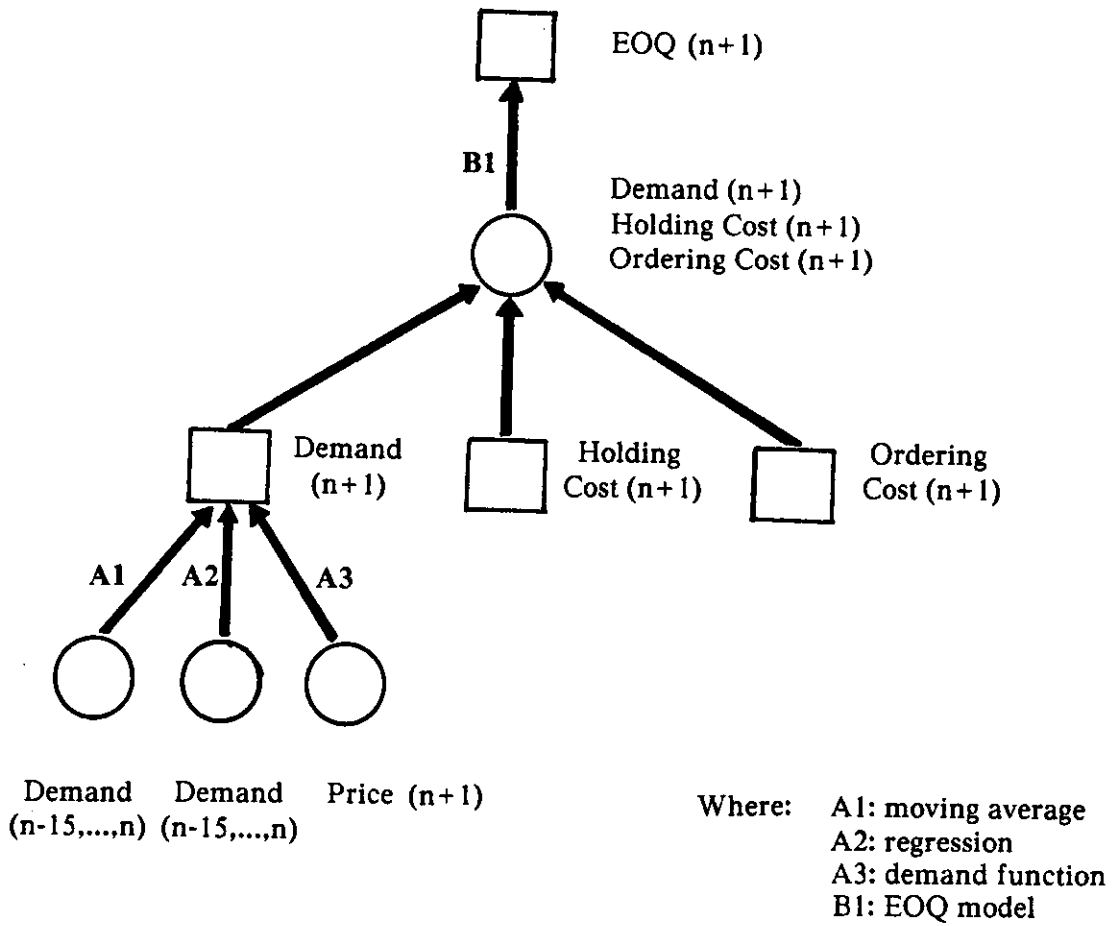 EOQ (n+1)
B1
Demand (n+1)
Holding Cost (n+1)
Ordering Cost (n+1)
Demand
(n+1)
Holding
Cost (n+1)
Ordering
Cost (n+1)
A1
A2
A3
Demand
(n-15,...,n)
Demand
(n-15,...,n)
Price (n+1)
Where: A1: moving average
A2: regression
A3: demand function
B1: EOQ model